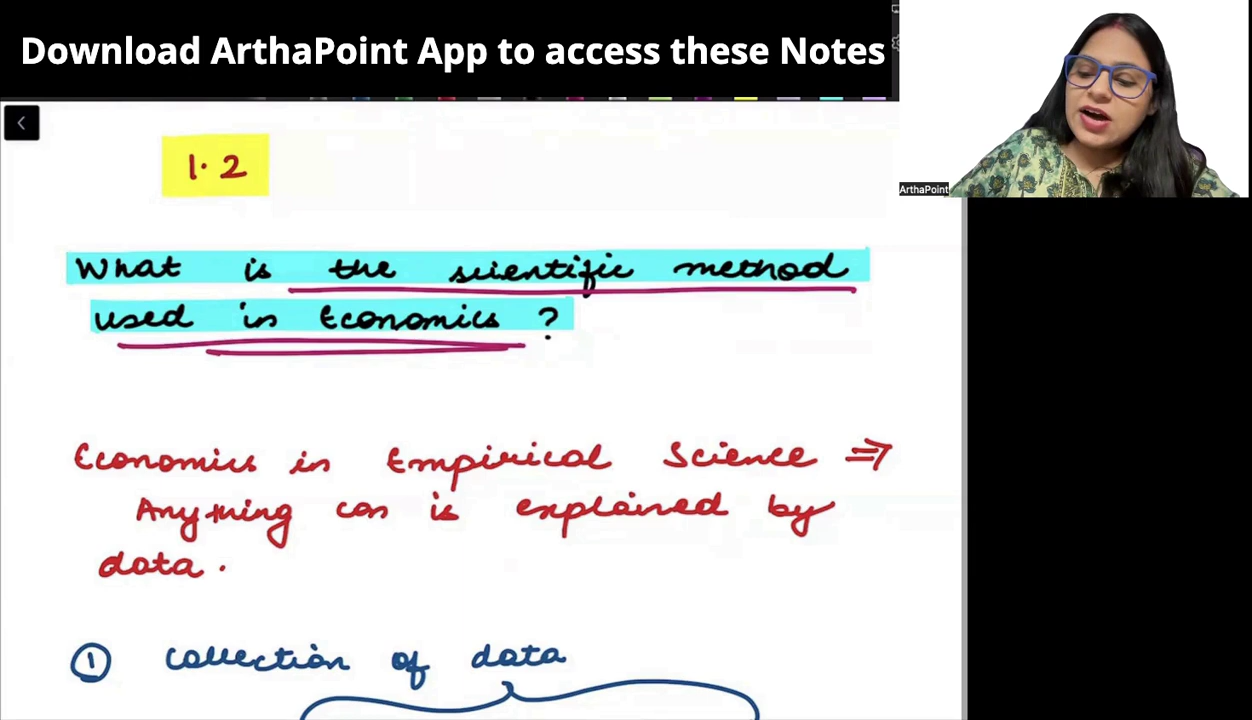 Download ArthaPoint App to access these Notes
ArthaPoint
1.2
What is the scientific method
used in Economics ?
Economics in Empirical Science ⇒
Anything can is explained by
data.
① collection of data